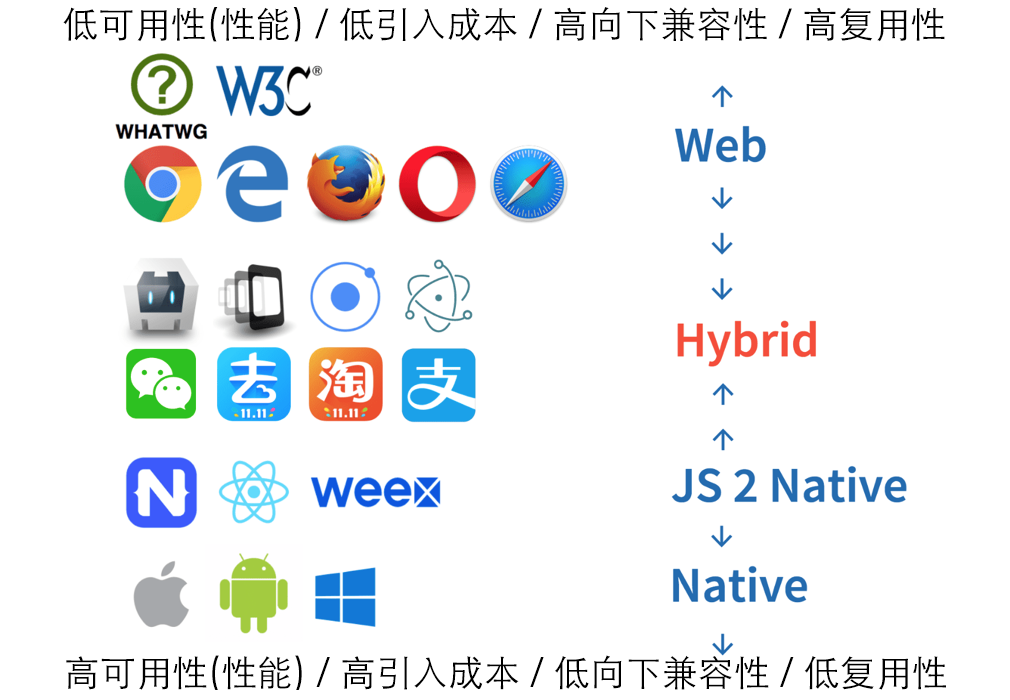 低可用性(性能) / 低引入成本 / 高向下兼容性 / 高复用性
? W3C®
WHATWG
Web
e
Hybrid
去 11.11
淘 11.11
支
JS 2 Native
N
weex
Native
高可用性(性能) / 高引入成本 / 低向下兼容性 / 低复用性